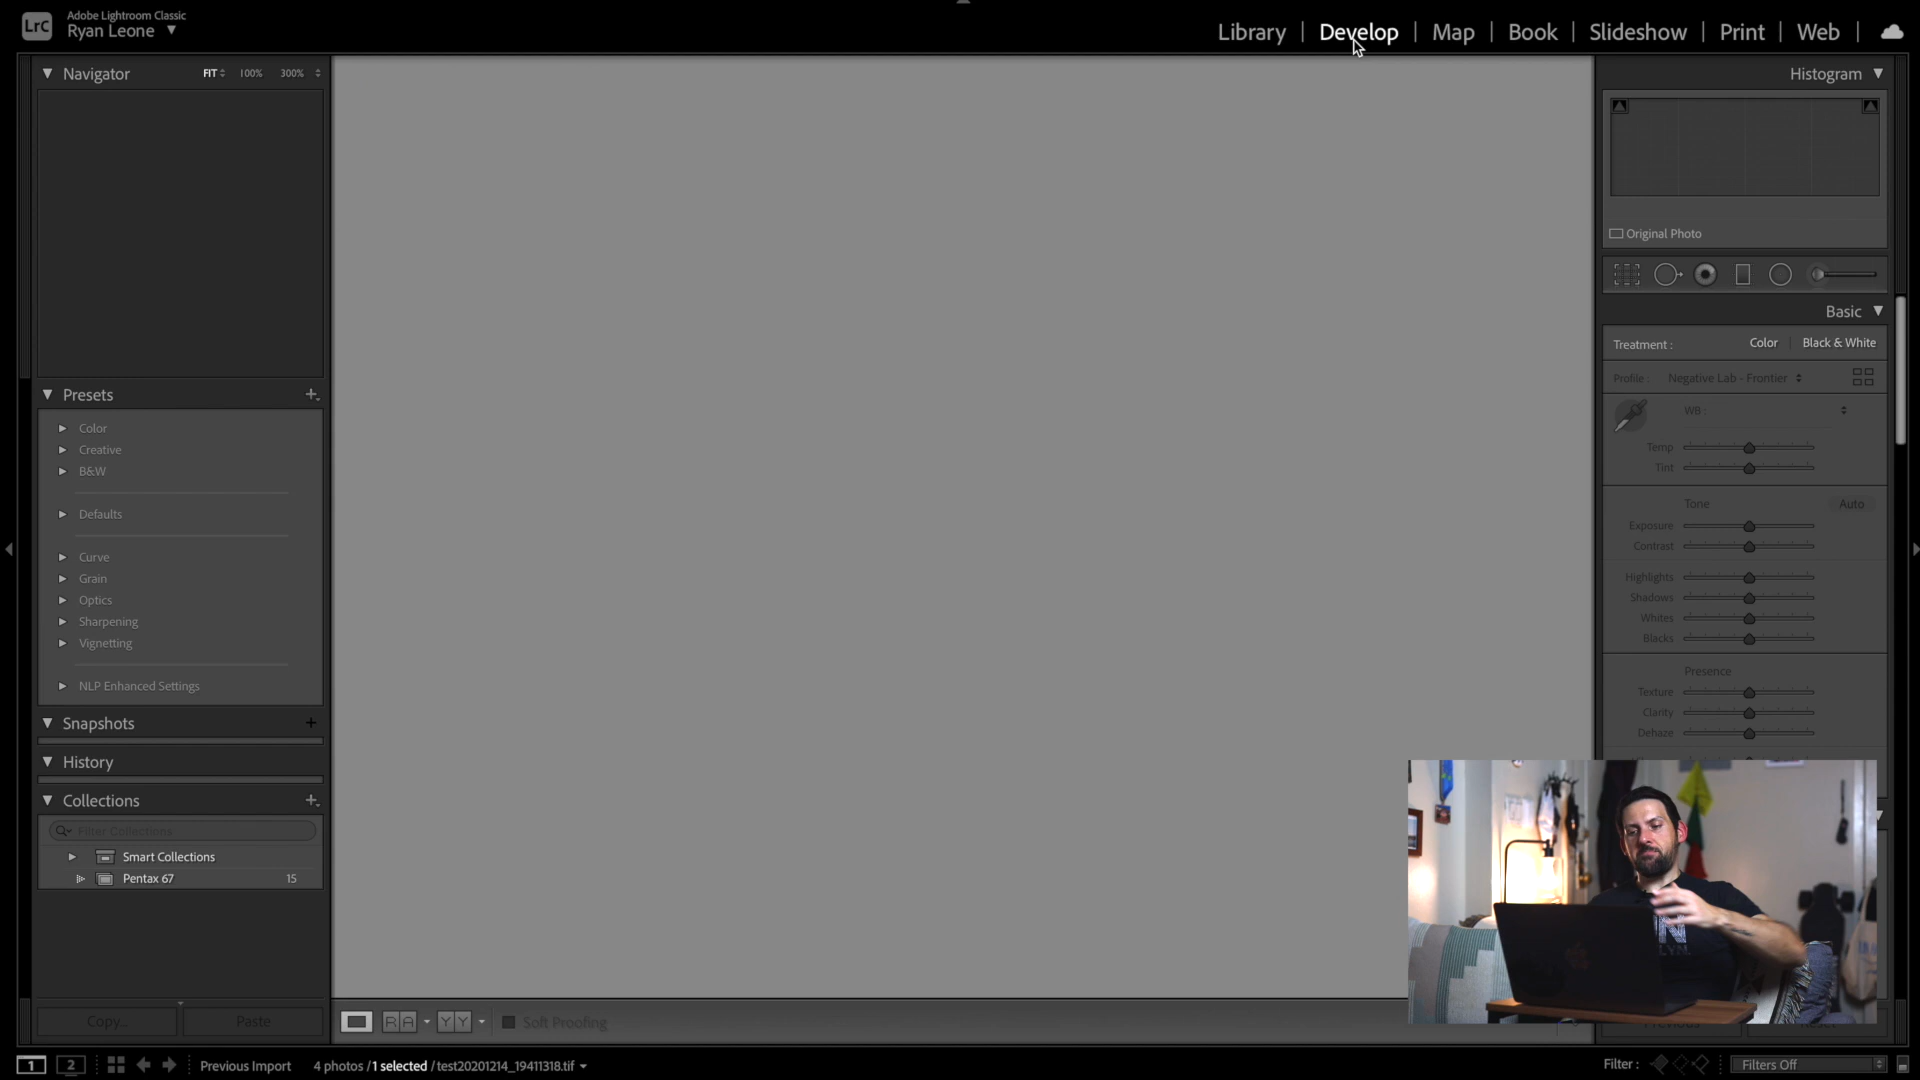 LrC
Adobe Lightroom Classic
Ryan Leone
Library | Develop | Map | Book | Slideshow | Print | Web |
Navigator
FIT 100% 300%
Presets
Color
Creative
B&W
Defaults
Curve
Grain
Optics
Sharpening
Vignetting
NLP Enhanced Settings
Snapshots
History
Collections
Filter Collections
Smart Collections
Pentax 67 15
Copy... Paste
R A Y Y Soft Proofing
Histogram
Original Photo
Basic
Treatment : Color Black & White
Profile : Negative Lab - Frontier
WB :
Temp
Tint
Tone Auto
Exposure
Contrast
Highlights
Shadows
Whites
Blacks
Presence
Texture
Clarity
Dehaze
1 2 Previous Import 4 photos / 1 selected / test20201214_19411318.tif
Filter : Filters Off